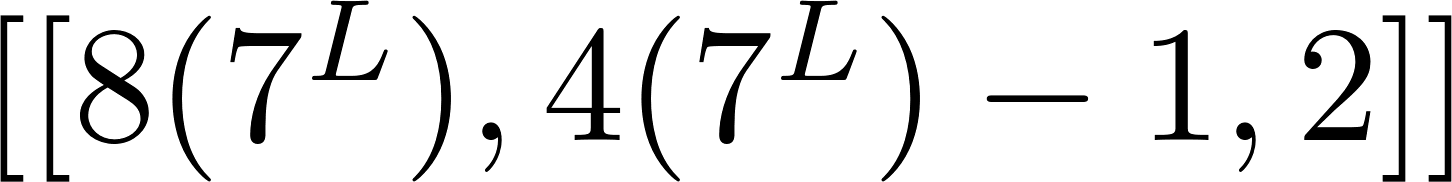 [[8(7^L), 4(7^L) − 1, 2]]